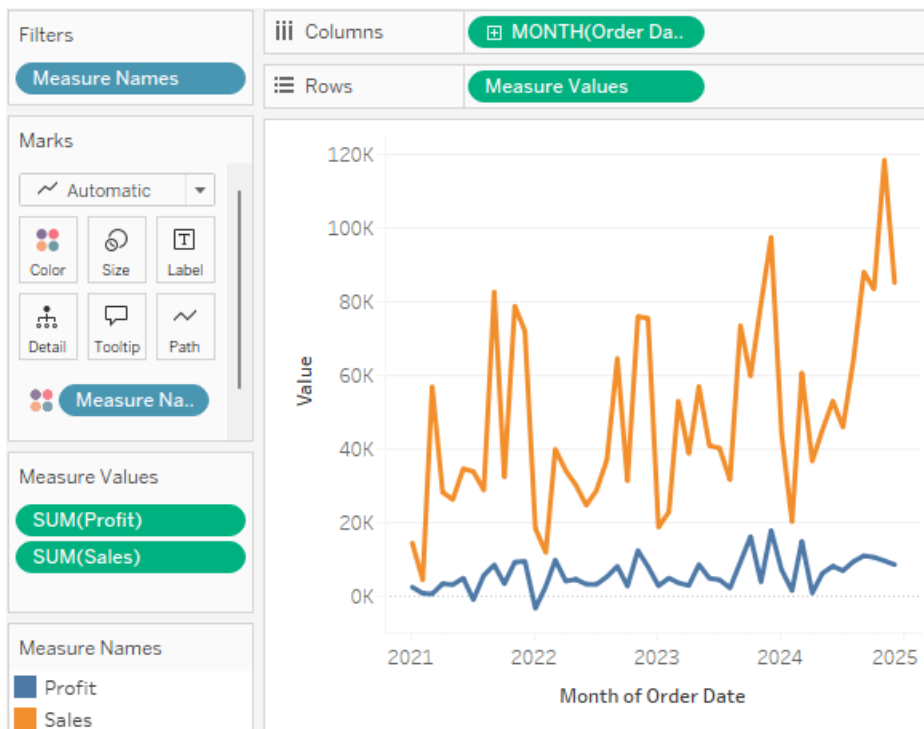 Filters
Measure Names
Marks
Automatic
Color
Size
Label
Detail
Tooltip
Path
Measure Na..
Measure Values
SUM(Profit)
SUM(Sales)
Measure Names
Profit
Sales
Columns
MONTH(Order Da..
Rows
Measure Values
120K
100K
80K
60K
40K
20K
0K
Value
2021 2022 2023 2024 2025
Month of Order Date